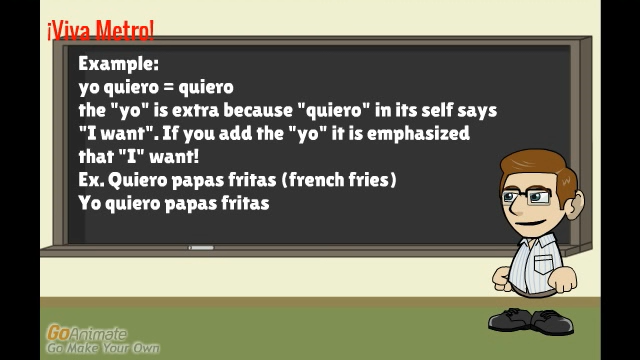 ¡Viva Metro!
Example:
yo quiero = quiero
the "yo" is extra because "quiero" in its self says
"I want". If you add the "yo" it is emphasized
that "I" want!
Ex. Quiero papas fritas (french fries)
Yo quiero papas fritas
GoAnimate
Go Make Your Own